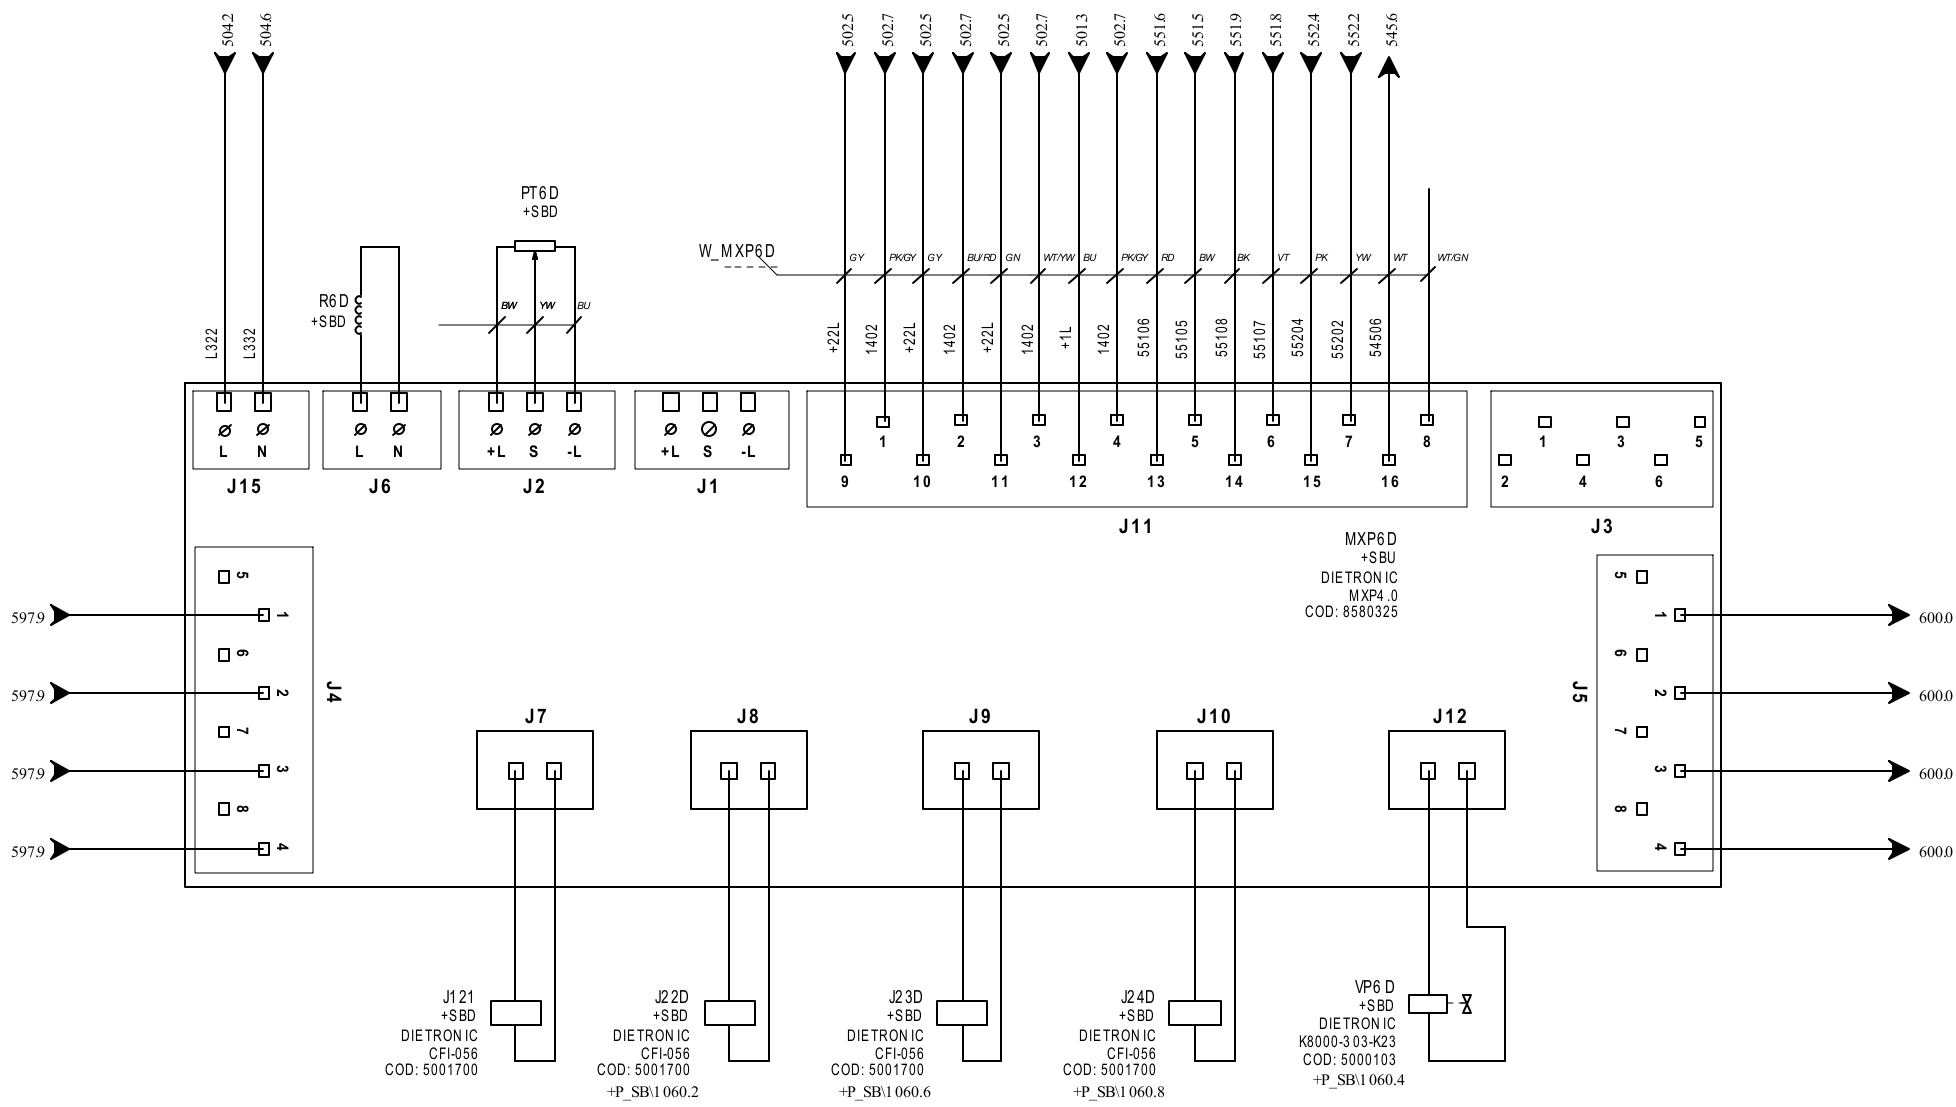 504.2 504.6 502.5 502.7 502.5 502.7 502.5 502.7 501.3 502.7 551.6 551.5 551.9 551.8 552.4 552.2 545.6
PT6D
+SBD
W_MXP6D
GY PK/GY GY BU/RD GN WT/YW BU PK/GY RD BW BK VT PK YW WT WT/GN
R6D
+SBD
BW YW BU
L322 L332
+22L 1402 +22L 1402 +22L 1402 +1L 1402 55106 55105 55108 55107 55204 55202 54506
L N L N +L S -L +L S -L
1 2 3 4 5 6 7 8
1 3 5
9 10 11 12 13 14 15 16
2 4 6
J15 J6 J2 J1
J11 J3
MXP6D
+SBU
DIETRONIC
MXP4.0
COD: 8580325
5 5
597.9 1 1 600.0
6 6
597.9 2 2 600.0
J4 J5
7 7
597.9 3 3 600.0
8 8
597.9 4 4 600.0
J7 J8 J9 J10 J12
J121
+SBD
DIETRONIC
CFI-056
COD: 5001700
J22D
+SBD
DIETRONIC
CFI-056
COD: 5001700
+P_SB\1060.2
J23D
+SBD
DIETRONIC
CFI-056
COD: 5001700
+P_SB\1060.6
J24D
+SBD
DIETRONIC
CFI-056
COD: 5001700
+P_SB\1060.8
VP6D
+SBD
DIETRONIC
K8000-303-K23
COD: 5000103
+P_SB\1060.4